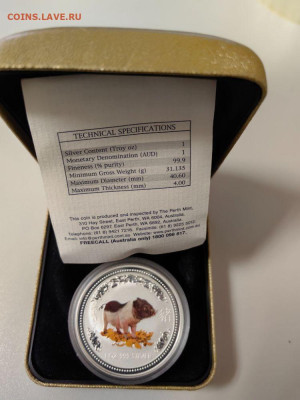 COINS.LAVE.RU
TECHNICAL SPECIFICATIONS
Silver Content (Troy oz) 1
Monetary Denomination (AUD) 1
Fineness (% purity) 99.9
Minimum Gross Weight (g) 31.135
Maximum Diameter (mm) 40.60
Maximum Thickness (mm) 4.00
This coin is produced and imported by The Perth Mint,
310 Hay Street, East Perth, WA 6004, Australia.
PO Box 6297, East Perth, WA 6892, Australia.
FREECALL (Australia only) 1800 098 817.